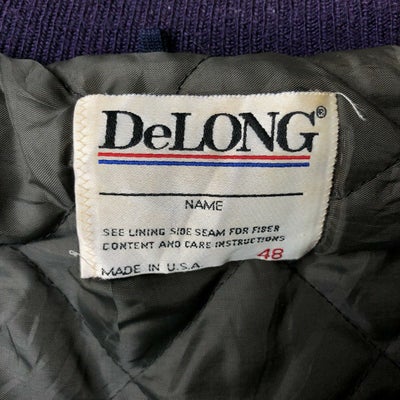 DeLONG®
NAME
SEE LINING SIDE SEAM FOR FIBER
CONTENT AND CARE INSTRUCTIONS
48
MADE IN U.S.A.